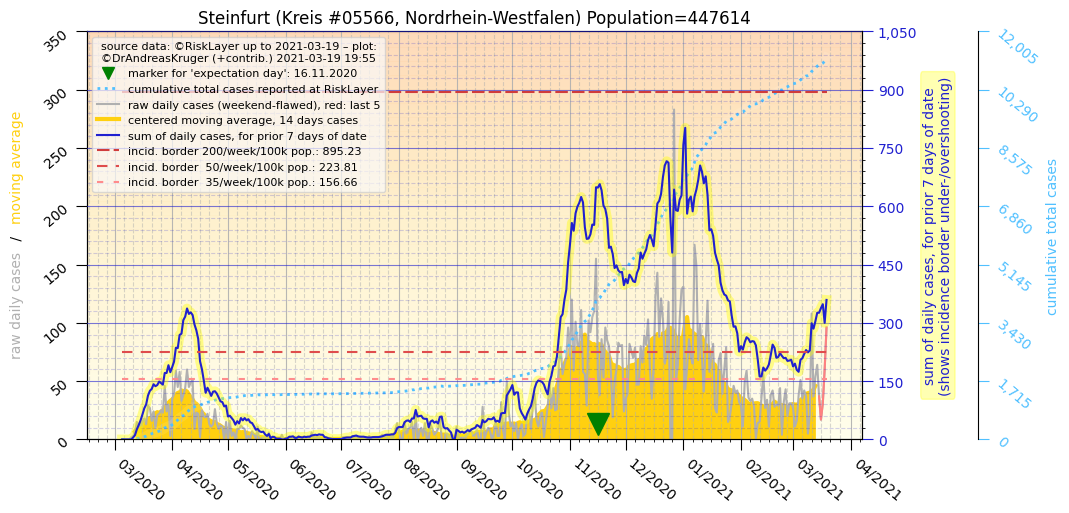 Steinfurt (Kreis #05566, Nordrhein-Westfalen) Population=447614
source data: ©RiskLayer up to 2021-03-19 – plot:
©DrAndreasKruger (+contrib.) 2021-03-19 19:55
marker for 'expectation day': 16.11.2020
cumulative total cases reported at RiskLayer
raw daily cases (weekend-flawed), red: last 5
centered moving average, 14 days cases
sum of daily cases, for prior 7 days of date
incid. border 200/week/100k pop.: 895.23
incid. border  50/week/100k pop.: 223.81
incid. border  35/week/100k pop.: 156.66
raw daily cases / moving average
350
300
250
200
150
100
50
0
03/2020
04/2020
05/2020
06/2020
07/2020
08/2020
09/2020
10/2020
11/2020
12/2020
01/2021
02/2021
03/2021
04/2021
1,050
900
750
600
450
300
150
0
sum of daily cases, for prior 7 days of date
(shows incidence border under-/overshooting)
12,005
10,290
8,575
6,860
5,145
3,430
1,715
0
cumulative total cases